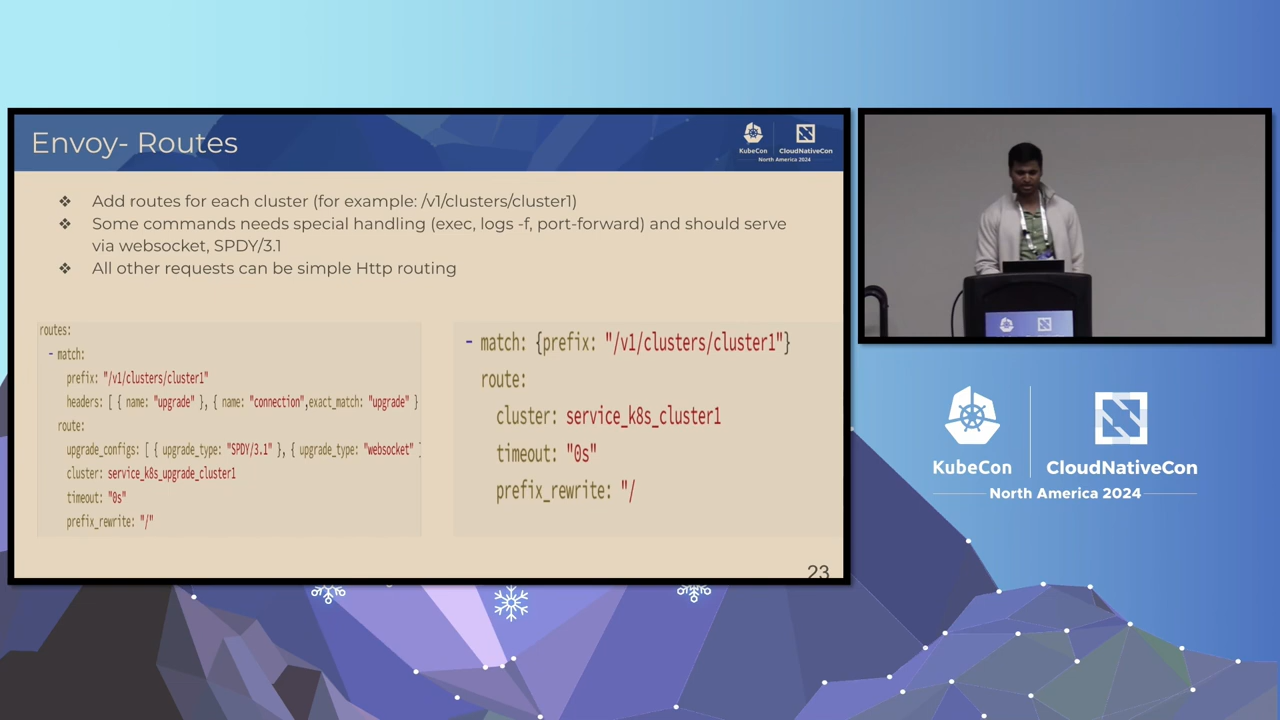 Envoy- Routes
KubeCon
CloudNativeCon
North America 2024
❖ Add routes for each cluster (for example: /v1/clusters/cluster1)
❖ Some commands needs special handling (exec, logs -f, port-forward) and should serve
via websocket, SPDY/3.1
❖ All other requests can be simple Http routing
routes:
- match:
prefix: "/v1/clusters/cluster1"
headers: [ { name: "upgrade" }, { name: "connection",exact_match: "upgrade" }
route:
upgrade_configs: [ { upgrade_type: "SPDY/3.1" }, { upgrade_type: "websocket" ]
cluster: service_k8s_upgrade_cluster1
timeout: "0s"
prefix_rewrite: "/"
- match: {prefix: "/v1/clusters/cluster1"}
route:
cluster: service_k8s_cluster1
timeout: "0s"
prefix_rewrite: "/
23
KubeCon
CloudNativeCon
North America 2024